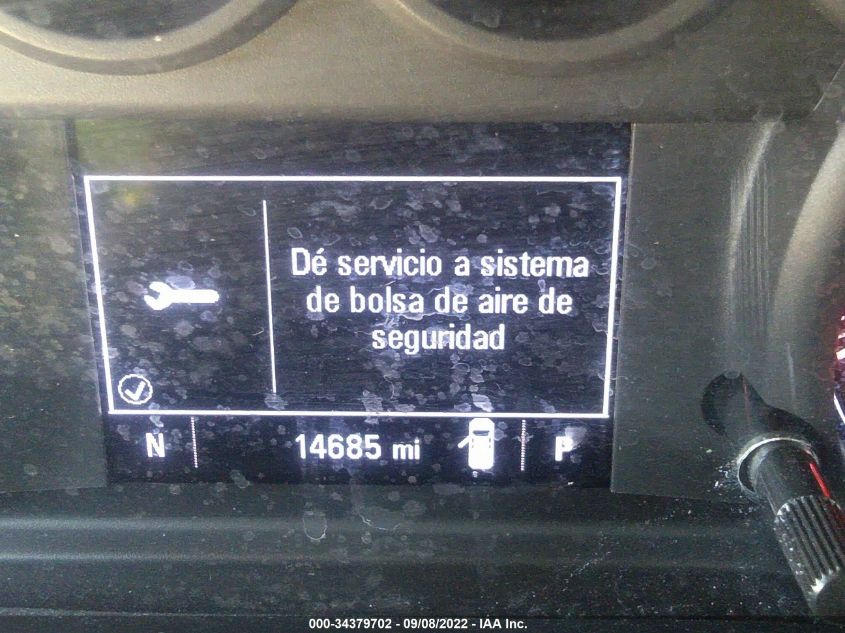 Dé servicio a sistema
de bolsa de aire de
seguridad
N 14685 mi P
000-34379702 - 09/08/2022 - IAA Inc.